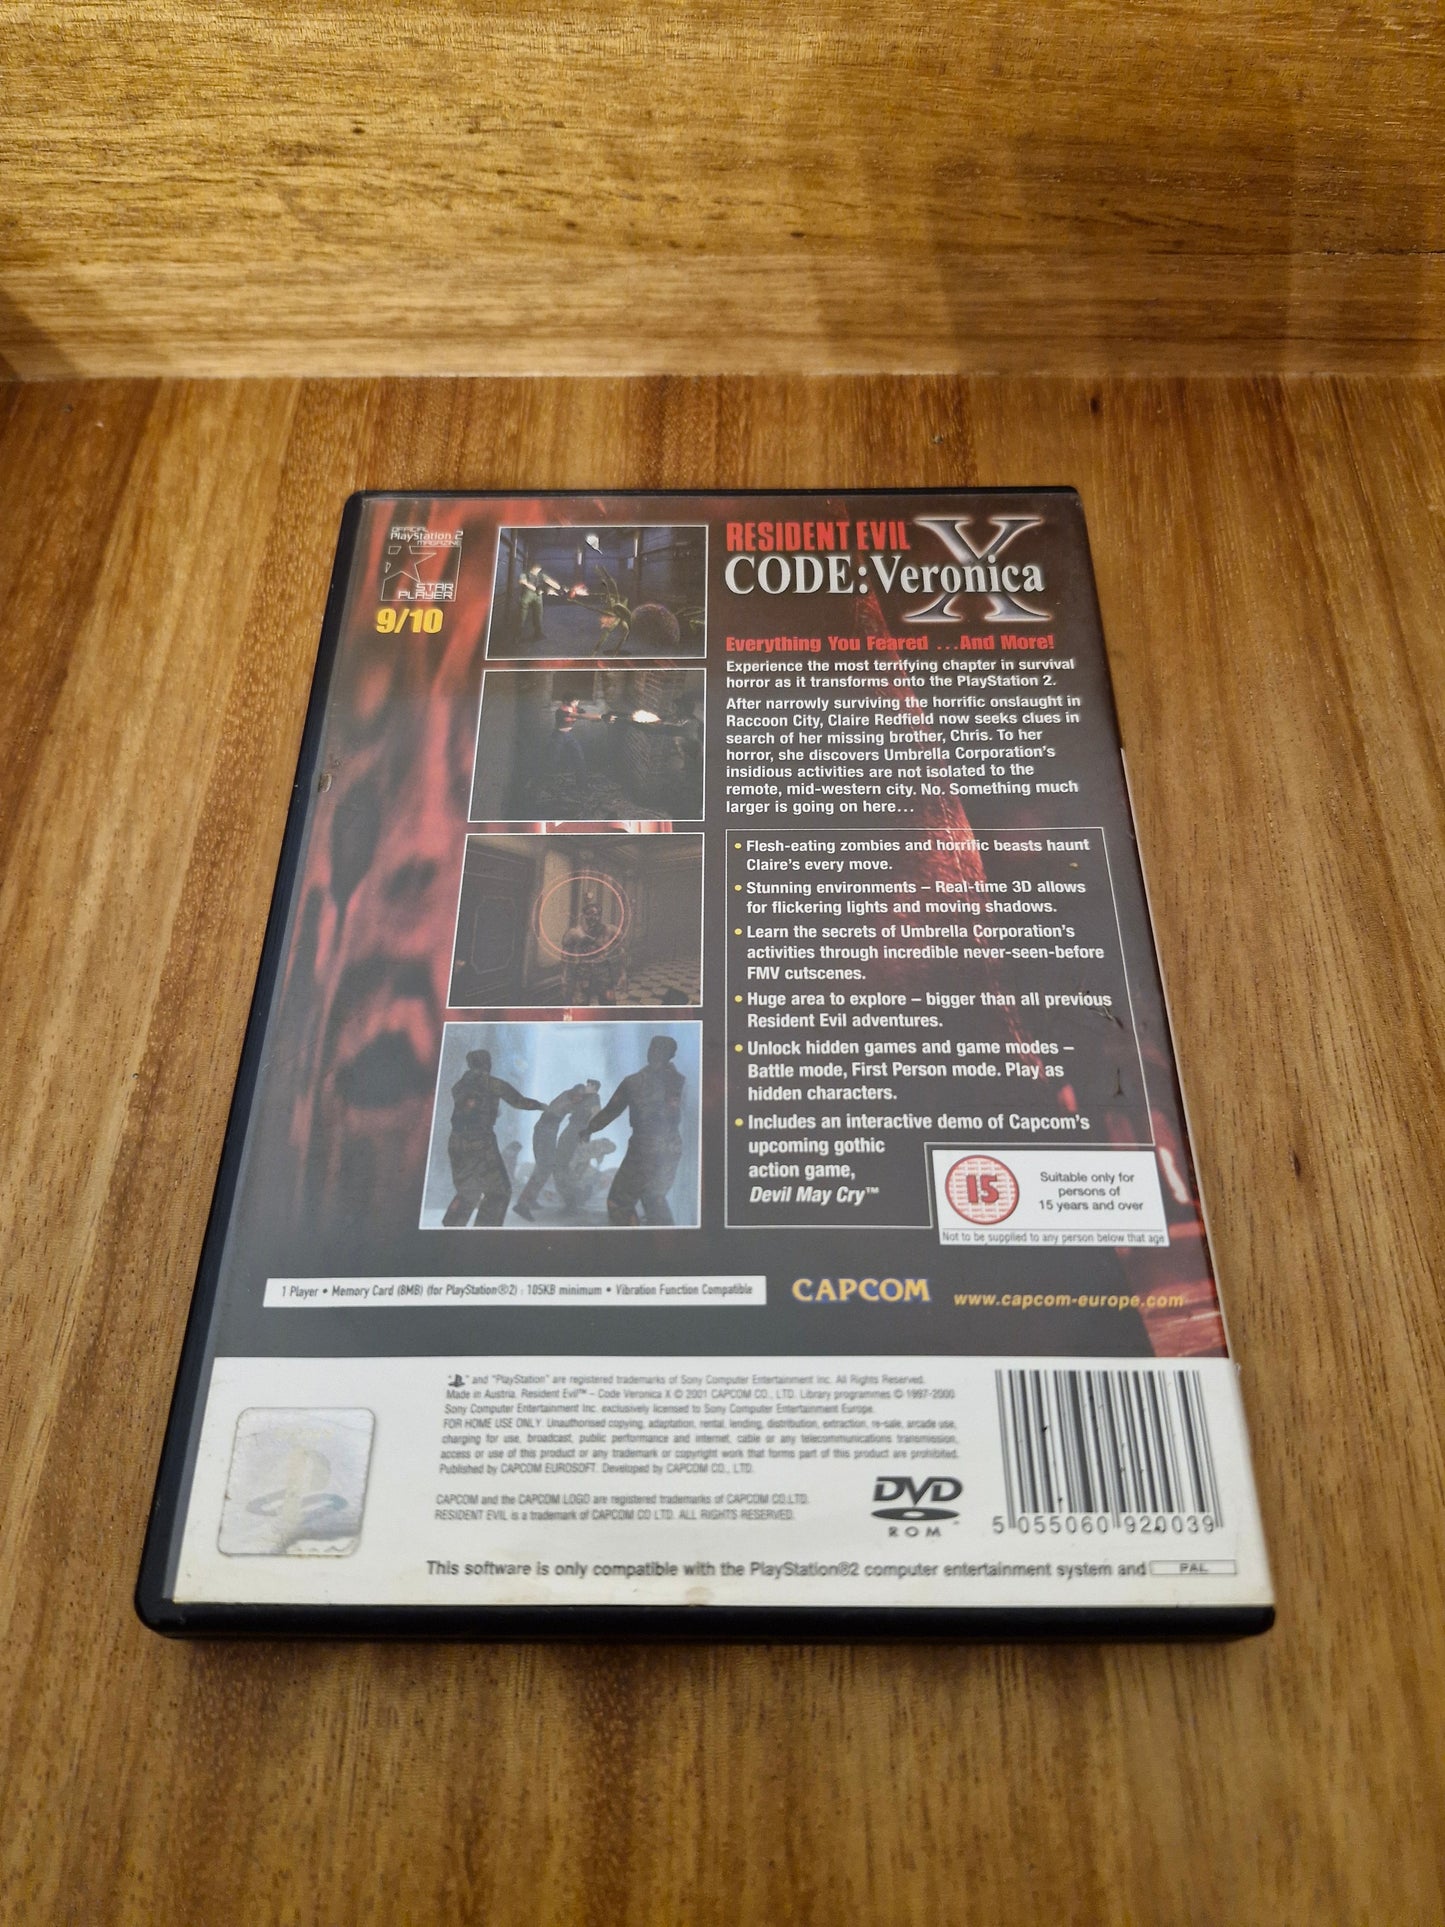 OFFICIAL
PlayStation 2
MAGAZINE
STAR
PLAYER
9/10
RESIDENT EVIL X
CODE:Veronica
Everything You Feared ...And More!
Experience the most terrifying chapter in survival
horror as it transforms onto the PlayStation 2.
After narrowly surviving the horrific onslaught in
Raccoon City, Claire Redfield now seeks clues in
search of her missing brother, Chris. To her
horror, she discovers Umbrella Corporation's
insidious activities are not isolated to the
remote, mid-western city. No. Something much
larger is going on here...
• Flesh-eating zombies and horrific beasts haunt
Claire's every move.
• Stunning environments – Real-time 3D allows
for flickering lights and moving shadows.
• Learn the secrets of Umbrella Corporation's
activities through incredible never-seen-before
FMV cutscenes.
• Huge area to explore – bigger than all previous
Resident Evil adventures.
• Unlock hidden games and game modes –
Battle mode, First Person mode. Play as
hidden characters.
• Includes an interactive demo of Capcom's
upcoming gothic
action game,
Devil May Cry™
15
Suitable only for
persons of
15 years and over
Not to be supplied to any person below that age
1 Player • Memory Card (8MB) (for PlayStation®2) : 105KB minimum • Vibration Function Compatible
CAPCOM
www.capcom-europe.com
" " and "PlayStation" are registered trademarks of Sony Computer Entertainment Inc. All Rights Reserved.
Made in Austria. Resident Evil™ – Code Veronica X © 2001 CAPCOM CO., LTD. Library programmes © 1997-2000
Sony Computer Entertainment Inc. exclusively licensed to Sony Computer Entertainment Europe.
FOR HOME USE ONLY. Unauthorised copying, adaptation, rental, lending, distribution, extraction, re-sale, arcade use,
charging for use, broadcast, public performance and internet, cable or any telecommunications transmission,
access or use of this product or any trademark or copyright work that forms part of this product are prohibited.
Published by CAPCOM EUROSOFT. Developed by CAPCOM CO., LTD.
CAPCOM and the CAPCOM LOGO are registered trademarks of CAPCOM CO.LTD.
RESIDENT EVIL is a trademark of CAPCOM CO LTD. ALL RIGHTS RESERVED.
DVD
ROM
5 055060 920039
This software is only compatible with the PlayStation®2 computer entertainment system and PAL